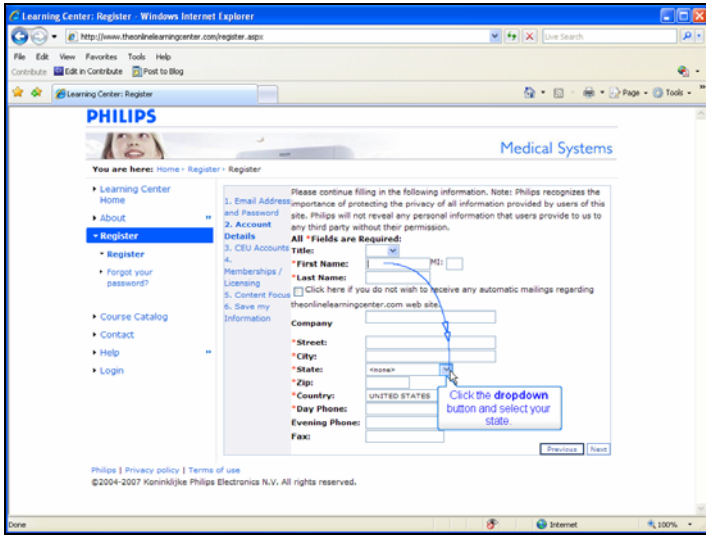 Learning Center: Register - Windows Internet Explorer
http://www.theonlinelearningcenter.com/register.aspx
Live Search
File Edit View Favorites Tools Help
Contribute Edit in Contribute Post to Blog
Learning Center: Register
Page Tools
PHILIPS
Medical Systems
You are here: Home › Register › Register
Learning Center Home
About
Register
Register
Forgot your password?
Course Catalog
Contact
Help
Login
1. Email Address and Password
2. Account Details
3. CEU Accounts
4. Memberships / Licensing
5. Content Focus
6. Save my Information
Please continue filling in the following information. Note: Philips recognizes the
importance of protecting the privacy of all information provided by users of this
site. Philips will not reveal any personal information that users provide to us to
any third party without their permission.
All *Fields are Required:
Title:
*First Name: MI:
*Last Name:
Click here if you do not wish to receive any automatic mailings regarding
theonlinelearningcenter.com web site.
Company
*Street:
*City:
*State: <none>
*Zip:
*Country: UNITED STATES
*Day Phone:
Evening Phone:
Fax:
Click the dropdown
button and select your
state.
Previous Next
Philips | Privacy policy | Terms of use
©2004-2007 Koninklijke Philips Electronics N.V. All rights reserved.
Done Internet 100%